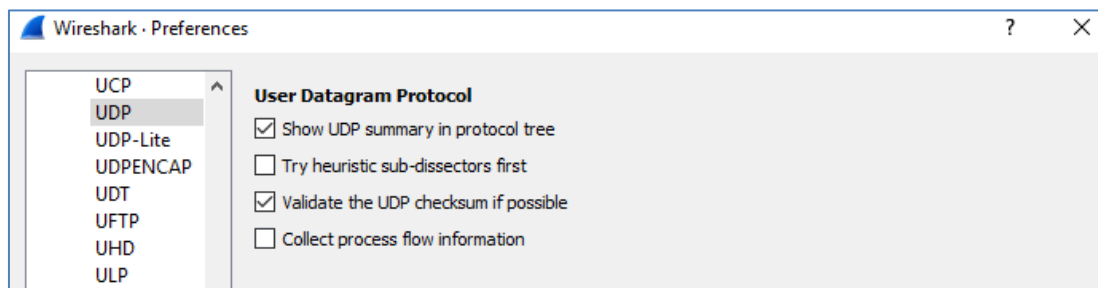 Wireshark · Preferences
?
UCP
UDP
UDP-Lite
UDPENCAP
UDT
UFTP
UHD
ULP
User Datagram Protocol
Show UDP summary in protocol tree
Try heuristic sub-dissectors first
Validate the UDP checksum if possible
Collect process flow information